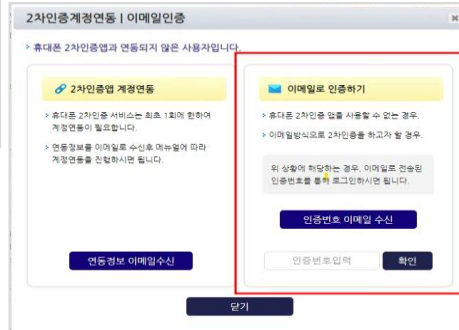 2차인증계정연동 | 이메일인증
휴대폰 2차인증앱과 연동되지 않은 사용자입니다.
2차인증앱 계정연동
휴대폰 2차인증 서비스는 최초 1회에 한하여
계정연동이 필요합니다.
연동정보를 이메일로 수신후 메뉴얼에 따라
계정연동을 진행하시면 됩니다.
연동정보 이메일수신
이메일로 인증하기
휴대폰 2차인증 앱을 사용할 수 없는 경우.
이메일방식으로 2차인증을 하고자 할 경우.
위 상황에 해당하는 경우, 이메일로 전송된
인증번호를 통해 로그인하시면 됩니다.
인증번호 이메일 수신
인증번호입력
확인
닫기